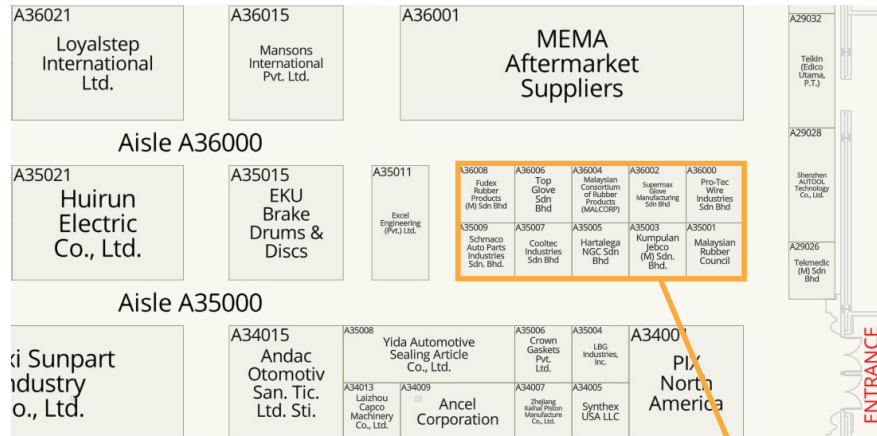 A36021
Loyalstep
International
Ltd.
A36015
Mansons
International
Pvt. Ltd.
A36001
MEMA
Aftermarket
Suppliers
A29032
Telkin
(Edico
Utama,
P.T.)
Aisle A36000
A29028
Shenzhen
AUTOOL
Technology
Co., Ltd.
A35021
Huirun
Electric
Co., Ltd.
A35015
EKU
Brake
Drums &
Discs
A35011
Excel
Engineering
(Pvt.) Ltd.
A36008
Fudex
Rubber
Products
(M) Sdn Bhd
A36006
Top
Glove
Sdn
Bhd
A36004
Malaysian
Consortium
of Rubber
Products
(MALCORP)
A36002
Supermax
Glove
Manufacturing
Sdn Bhd
A36000
Pro-Tec
Wire
Industries
Sdn Bhd
A35009
Schmaco
Auto Parts
Industries
Sdn. Bhd.
A35007
Cooltec
Industries
Sdn Bhd
A35005
Hartalega
NGC Sdn
Bhd
A35003
Kumpulan
Jebco
(M) Sdn.
Bhd.
A35001
Malaysian
Rubber
Council
A29026
Tekmedic
(M) Sdn
Bhd
Aisle A35000
ki Sunpart
ndustry
o., Ltd.
A34015
Andac
Otomotiv
San. Tic.
Ltd. Sti.
A35008
Yida Automotive
Sealing Article
Co., Ltd.
A35006
Crown
Gaskets
Pvt.
Ltd.
A35004
LBG
Industries,
Inc.
PIX
North
America
A34013
Laizhou
Capco
Machinery
Co., Ltd.
A34009
Ancel
Corporation
A34007
Zhejiang
Kaihai Piston
Manufacture
Co., Ltd.
A34005
Synthex
USA LLC
ENTRANCE